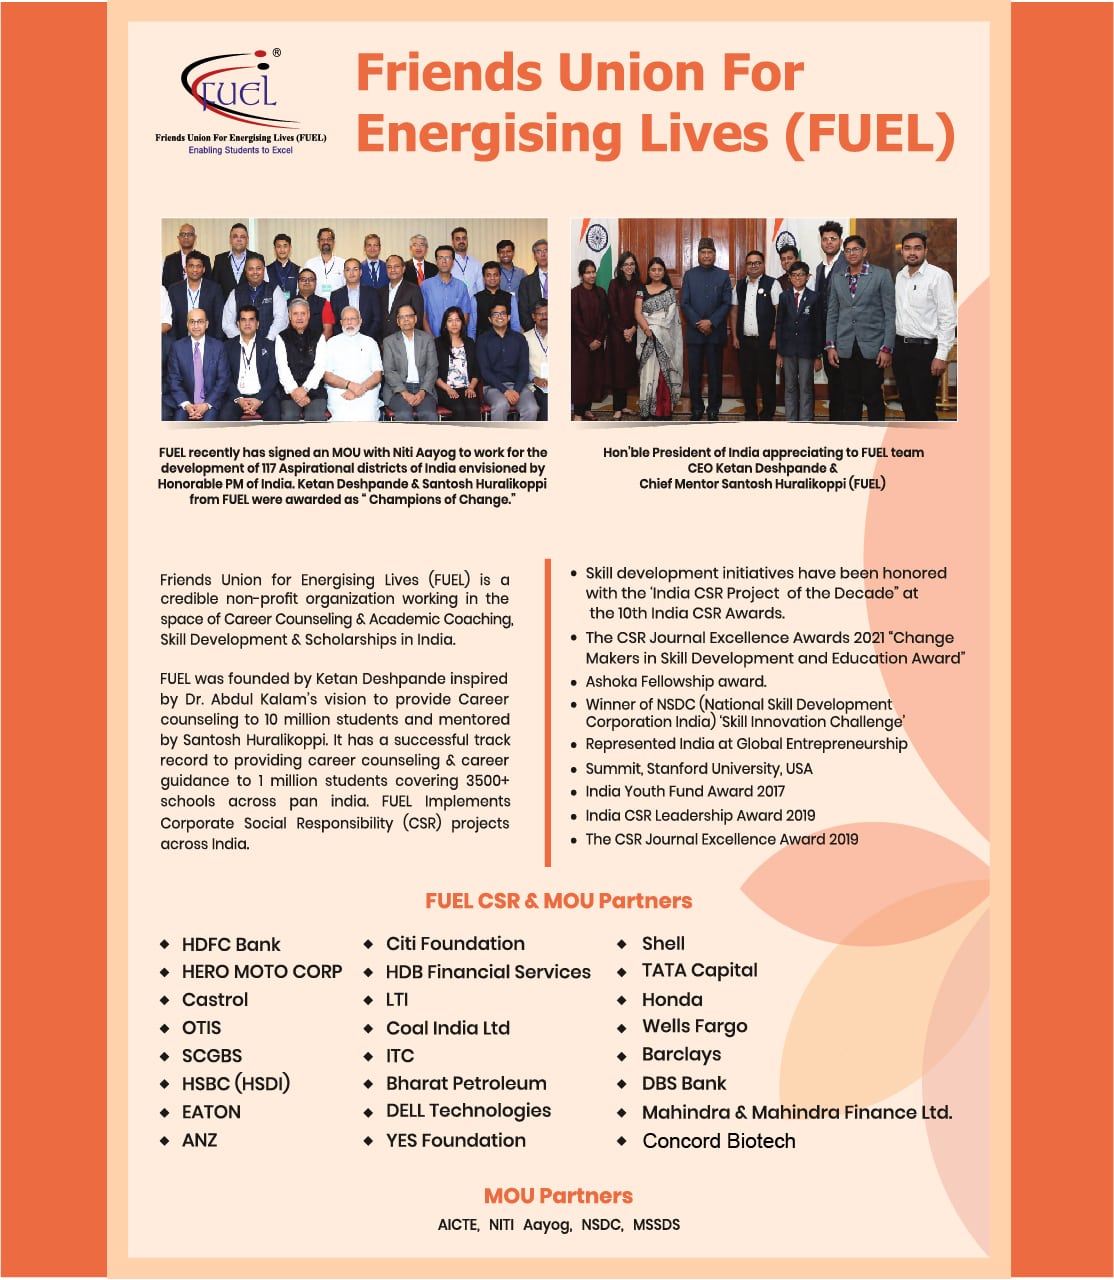 FUEL
®
Friends Union For Energising Lives (FUEL)
Enabling Students to Excel
Friends Union For
Energising Lives (FUEL)
FUEL recently has signed an MOU with Niti Aayog to work for the
development of 117 Aspirational districts of India envisioned by
Honorable PM of India. Ketan Deshpande & Santosh Huralikoppi
from FUEL were awarded as “ Champions of Change.”
Hon'ble President of India appreciating to FUEL team
CEO Ketan Deshpande &
Chief Mentor Santosh Huralikoppi (FUEL)
Friends Union for Energising Lives (FUEL) is a
credible non-profit organization working in the
space of Career Counseling & Academic Coaching,
Skill Development & Scholarships in India.
FUEL was founded by Ketan Deshpande inspired
by Dr. Abdul Kalam's vision to provide Career
counseling to 10 million students and mentored
by Santosh Huralikoppi. It has a successful track
record to providing career counseling & career
guidance to 1 million students covering 3500+
schools across pan india. FUEL Implements
Corporate Social Responsibility (CSR) projects
across India.
• Skill development initiatives have been honored
with the ‘India CSR Project of the Decade” at
the 10th India CSR Awards.
• The CSR Journal Excellence Awards 2021 “Change
Makers in Skill Development and Education Award”
• Ashoka Fellowship award.
• Winner of NSDC (National Skill Development
Corporation India) ‘Skill Innovation Challenge’
• Represented India at Global Entrepreneurship
• Summit, Stanford University, USA
• India Youth Fund Award 2017
• India CSR Leadership Award 2019
• The CSR Journal Excellence Award 2019
FUEL CSR & MOU Partners
◆ HDFC Bank
◆ HERO MOTO CORP
◆ Castrol
◆ OTIS
◆ SCGBS
◆ HSBC (HSDI)
◆ EATON
◆ ANZ
◆ Citi Foundation
◆ HDB Financial Services
◆ LTI
◆ Coal India Ltd
◆ ITC
◆ Bharat Petroleum
◆ DELL Technologies
◆ YES Foundation
◆ Shell
◆ TATA Capital
◆ Honda
◆ Wells Fargo
◆ Barclays
◆ DBS Bank
◆ Mahindra & Mahindra Finance Ltd.
◆ Concord Biotech
MOU Partners
AICTE, NITI Aayog, NSDC, MSSDS